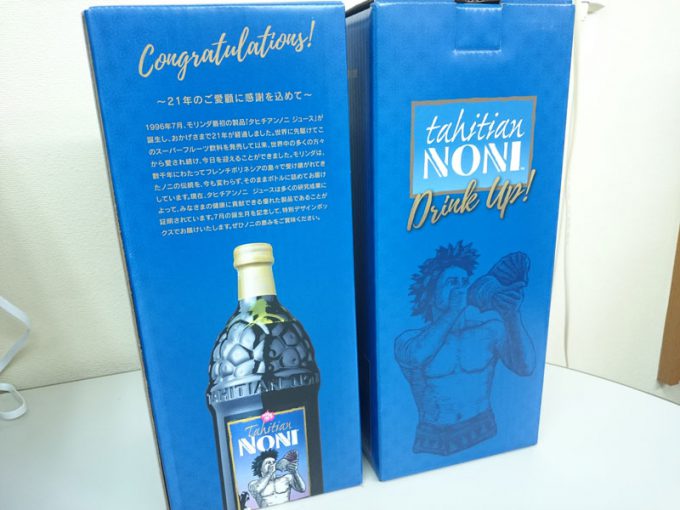 Congratulations!
〜21年のご愛顧に感謝を込めて〜
1996年7月、モリンダ最初の製品「タヒチアンノニ ジュース」が
誕生し、おかげさまで21年が経過しました。世界に先駆けてこ
のスーパーフルーツ飲料を発売して以来、世界中の多くの方々
から愛され続け、今日を迎えることができました。モリンダは、
数千年にわたってフレンチポリネシアの島々で受け継がれてき
たノニの伝統を、今も変わらず、そのままボトルに詰めてお届け
しています。現在、タヒチアンノニ ジュースは多くの研究成果に
よって、みなさまの健康に貢献できる優れた製品であることが
証明されています。7月の誕生月を記念して、特別デザインボッ
クスでお届けいたします。ぜひノニの恵みをご賞味ください。
TAHITIAN
Tahitian
NONI
tahitian
NONI
Drink Up!